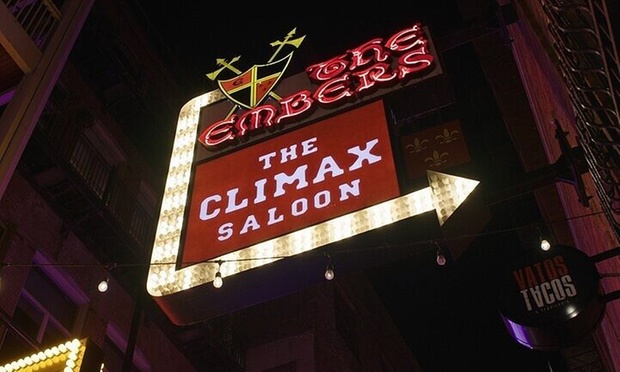 THE
EMBERS
THE
CLIMAX
SALOON
VATOS
TACOS